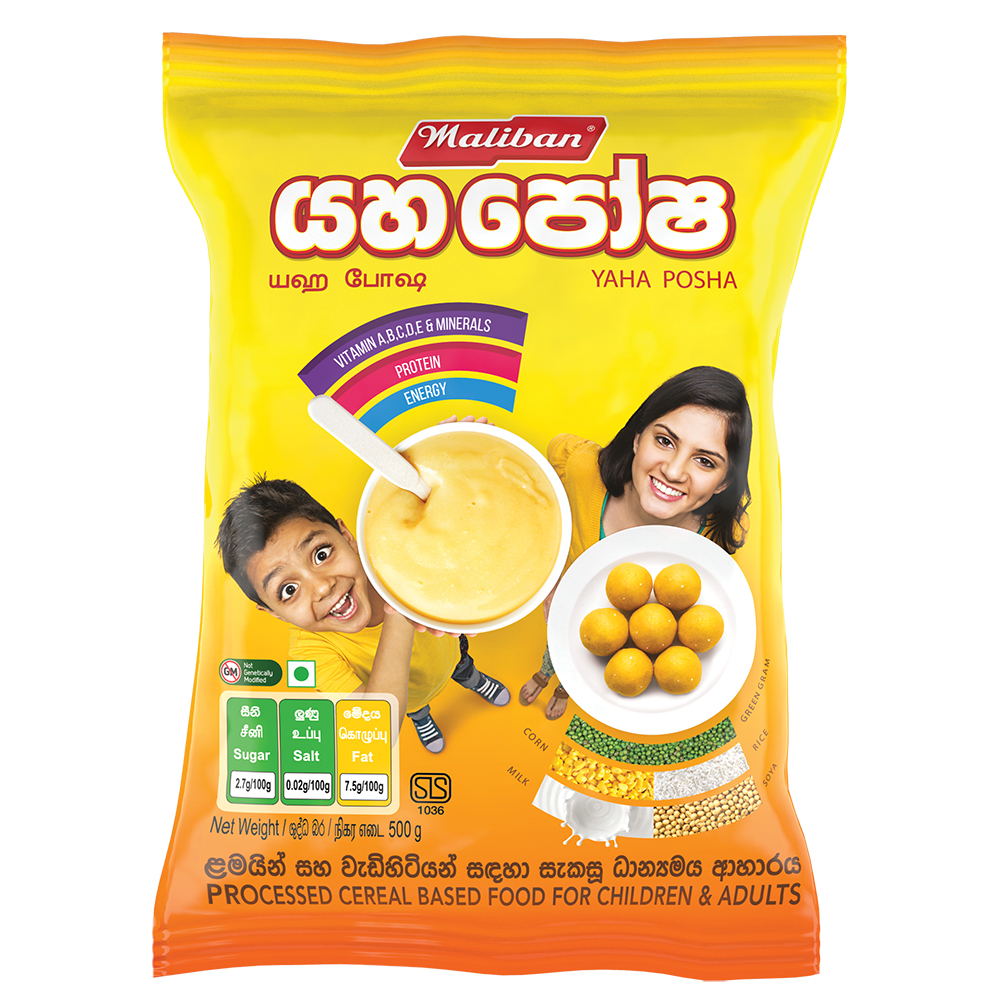 Maliban®
යහ පෝෂ
யஹ போஷ
YAHA POSHA
VITAMIN A,B,C,D,E & MINERALS
PROTEIN
ENERGY
GM
Not
Genetically
Modified
සීනි
சீனி
Sugar
2.7g/100g
ලුණු
உப்பு
Salt
0.02g/100g
මේදය
கொழுப்பு
Fat
7.5g/100g
SLS
1036
GREEN GRAM
CORN
RICE
MILK
SOYA
Net Weight / ශුද්ධ බර / நிகர எடை 500 g
ළමයින් සහ වැඩිහිටියන් සඳහා සැකසූ ධාන්‍යමය ආහාරය
PROCESSED CEREAL BASED FOOD FOR CHILDREN & ADULTS